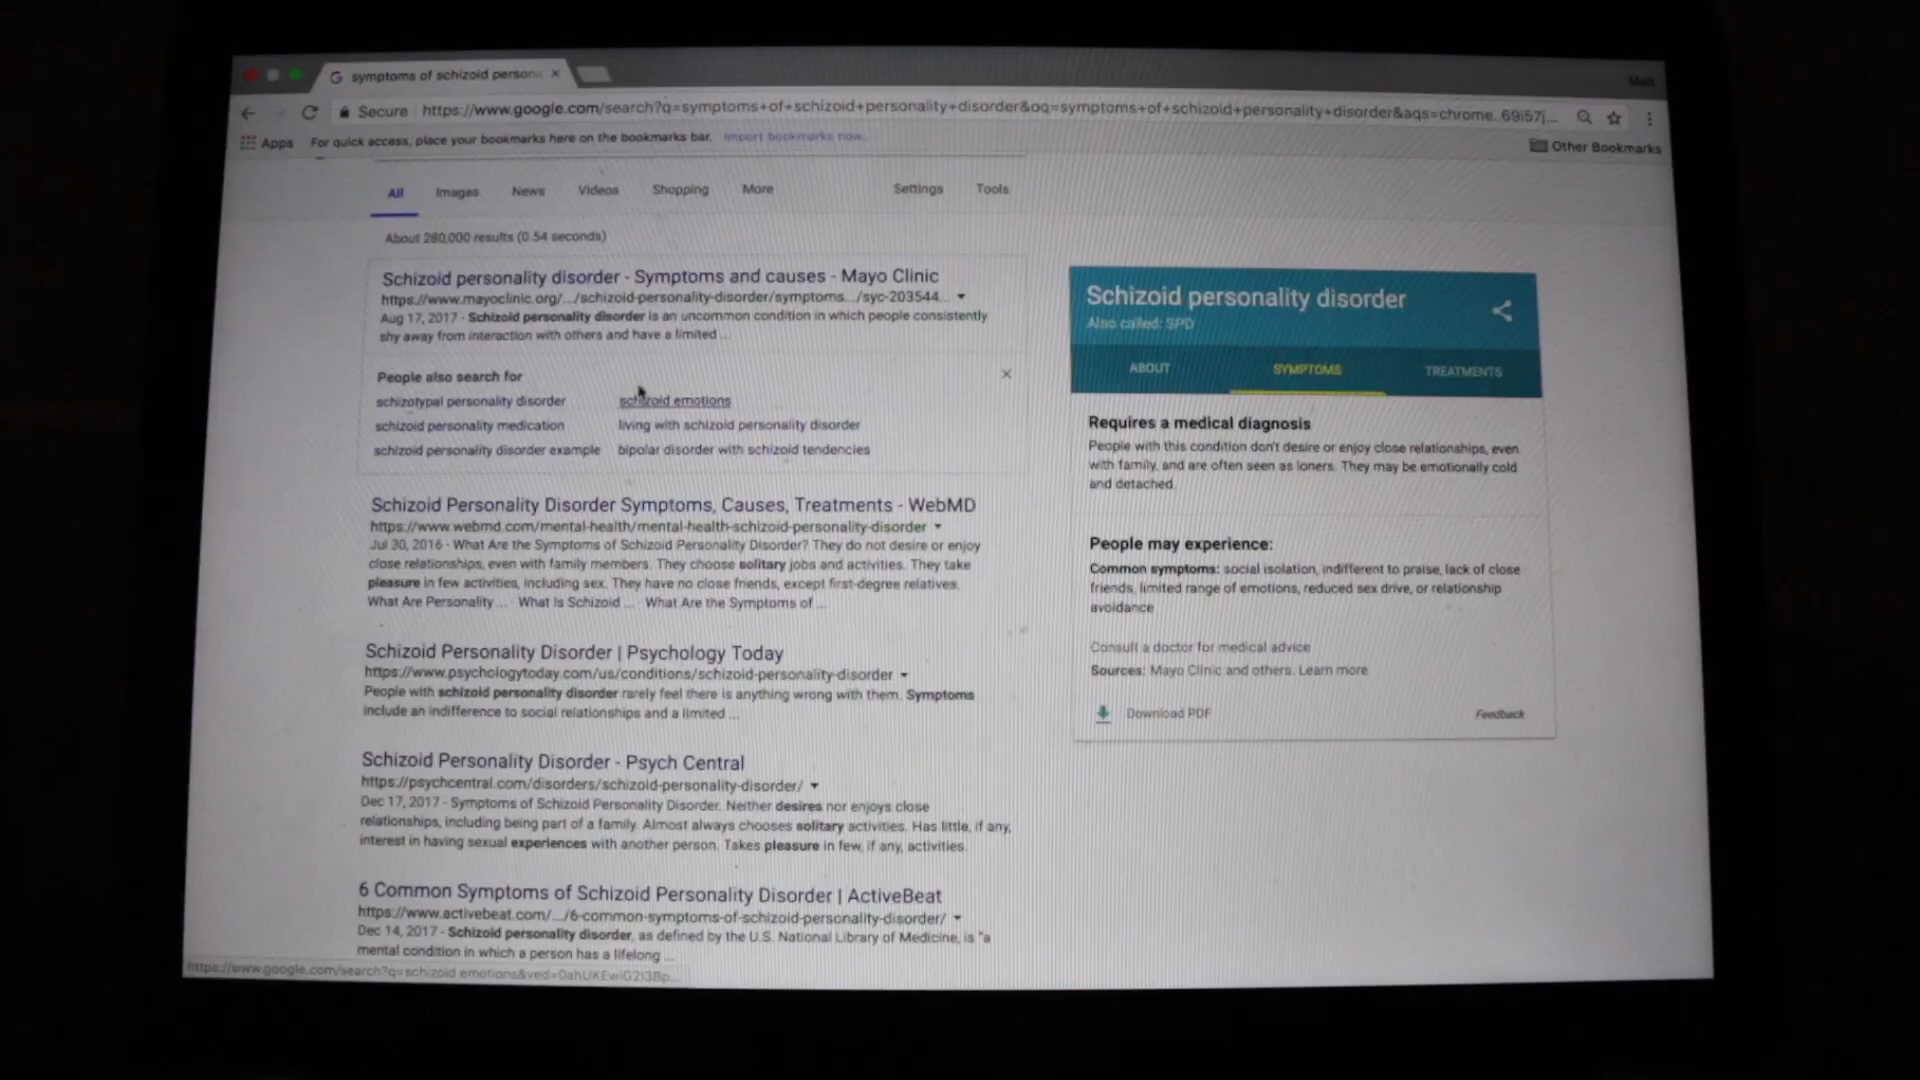 symptoms of schizoid person
Matt
Secure https://www.google.com/search?q=symptoms+of+schizoid+personality+disorder&oq=symptoms+of+schizoid+personality+disorder&aqs=chrome..69i57j...
Apps For quick access, place your bookmarks here on the bookmarks bar. Import bookmarks now...
Other Bookmarks
All Images News Videos Shopping More Settings Tools
About 280,000 results (0.54 seconds)
Schizoid personality disorder - Symptoms and causes - Mayo Clinic
https://www.mayoclinic.org/.../schizoid-personality-disorder/symptoms.../syc-203544...
Aug 17, 2017 - Schizoid personality disorder is an uncommon condition in which people consistently
shy away from interaction with others and have a limited ...
People also search for
schizotypal personality disorder schizoid emotions
schizoid personality medication living with schizoid personality disorder
schizoid personality disorder example bipolar disorder with schizoid tendencies
Schizoid Personality Disorder Symptoms, Causes, Treatments - WebMD
https://www.webmd.com/mental-health/mental-health-schizoid-personality-disorder
Jul 30, 2016 - What Are the Symptoms of Schizoid Personality Disorder? They do not desire or enjoy
close relationships, even with family members. They choose solitary jobs and activities. They take
pleasure in few activities, including sex. They have no close friends, except first-degree relatives.
What Are Personality ... What Is Schizoid ... What Are the Symptoms of ...
Schizoid Personality Disorder | Psychology Today
https://www.psychologytoday.com/us/conditions/schizoid-personality-disorder
People with schizoid personality disorder rarely feel there is anything wrong with them. Symptoms
include an indifference to social relationships and a limited ...
Schizoid Personality Disorder - Psych Central
https://psychcentral.com/disorders/schizoid-personality-disorder/
Dec 17, 2017 - Symptoms of Schizoid Personality Disorder. Neither desires nor enjoys close
relationships, including being part of a family. Almost always chooses solitary activities. Has little, if any,
interest in having sexual experiences with another person. Takes pleasure in few, if any, activities.
6 Common Symptoms of Schizoid Personality Disorder | ActiveBeat
https://www.activebeat.com/.../6-common-symptoms-of-schizoid-personality-disorder/
Dec 14, 2017 - Schizoid personality disorder, as defined by the U.S. National Library of Medicine, is "a
mental condition in which a person has a lifelong ...
https://www.google.com/search?q=schizoid emotions&ved=0ahUKEwiG2I3Bp...
Schizoid personality disorder
Also called: SPD
ABOUT SYMPTOMS TREATMENTS
Requires a medical diagnosis
People with this condition don't desire or enjoy close relationships, even
with family, and are often seen as loners. They may be emotionally cold
and detached.
People may experience:
Common symptoms: social isolation, indifferent to praise, lack of close
friends, limited range of emotions, reduced sex drive, or relationship
avoidance
Consult a doctor for medical advice
Sources: Mayo Clinic and others. Learn more
Download PDF Feedback